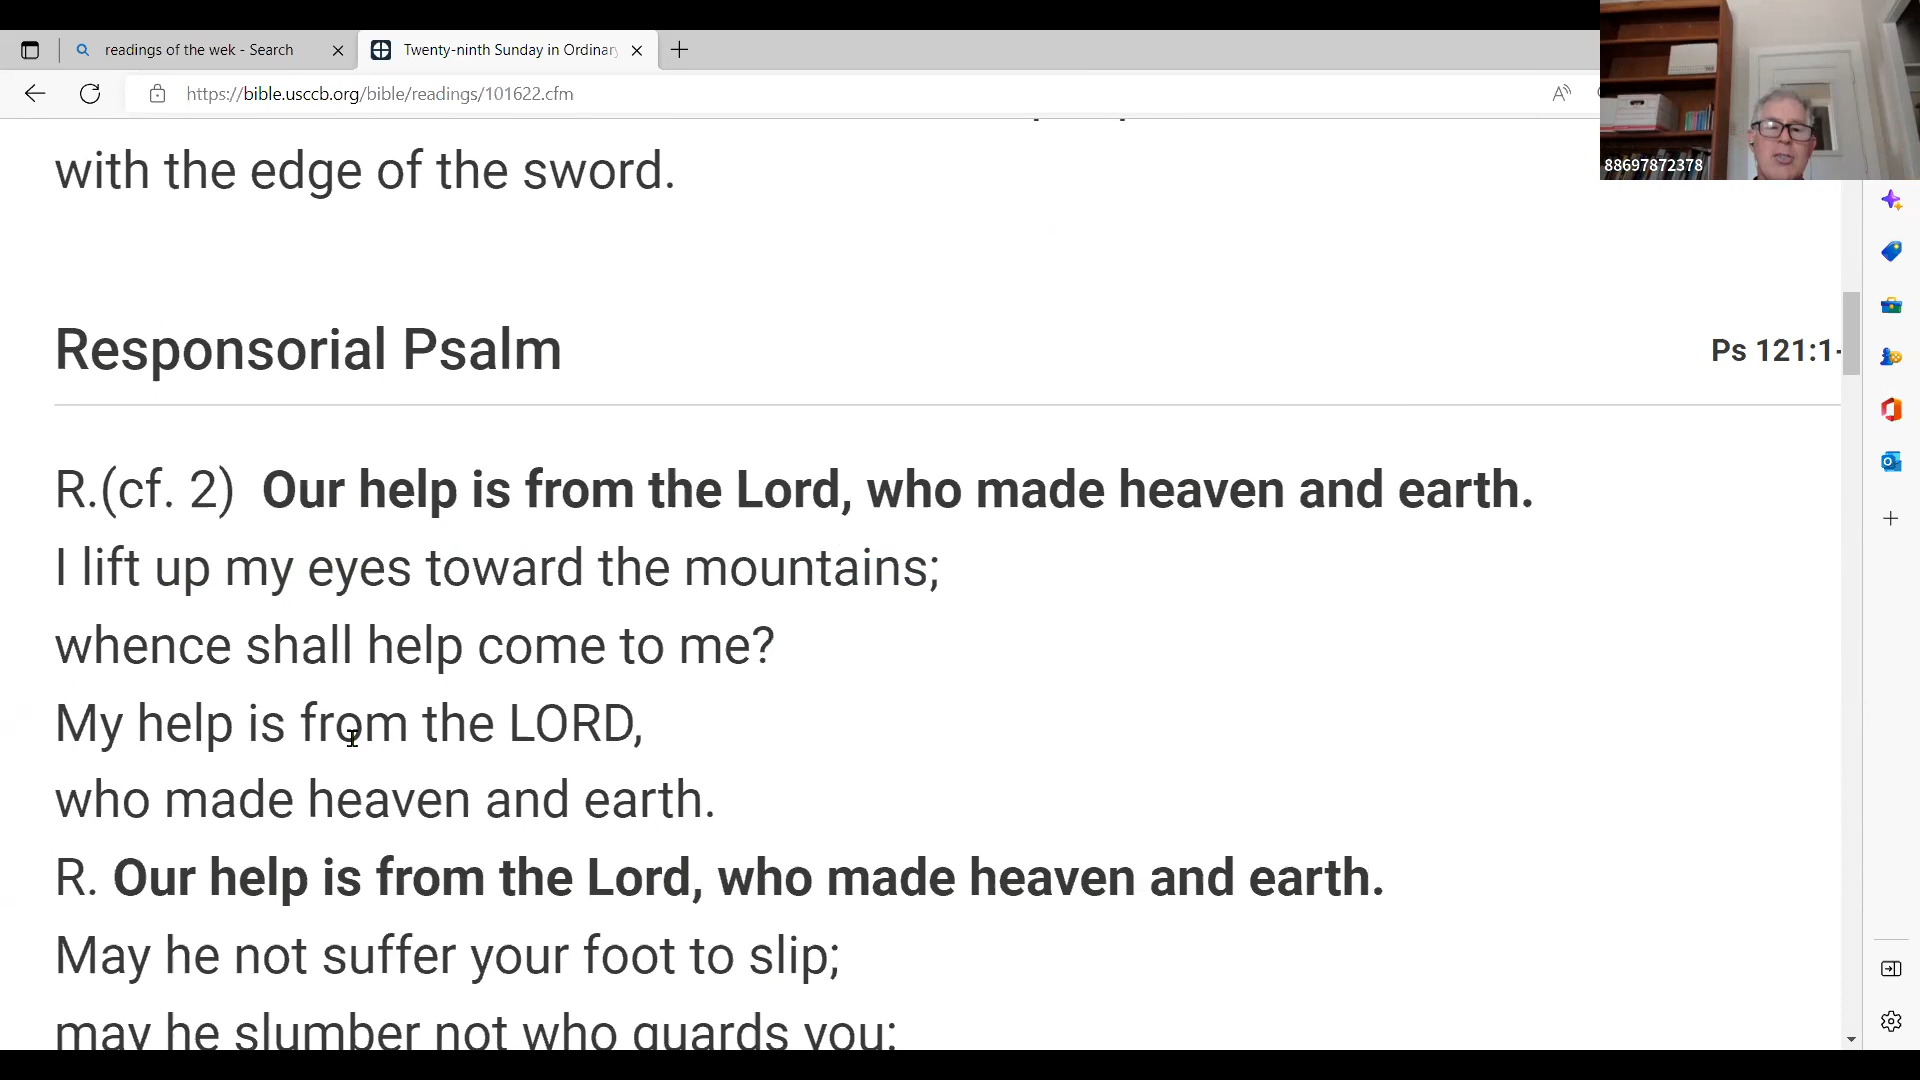 readings of the wek - Search
Twenty-ninth Sunday in Ordinar
https://bible.usccb.org/bible/readings/101622.cfm
88697872378
with the edge of the sword.
Responsorial Psalm
Ps 121:1-
R.(cf. 2) Our help is from the Lord, who made heaven and earth.
I lift up my eyes toward the mountains;
whence shall help come to me?
My help is from the LORD,
who made heaven and earth.
R. Our help is from the Lord, who made heaven and earth.
May he not suffer your foot to slip;
may he slumber not who guards you: